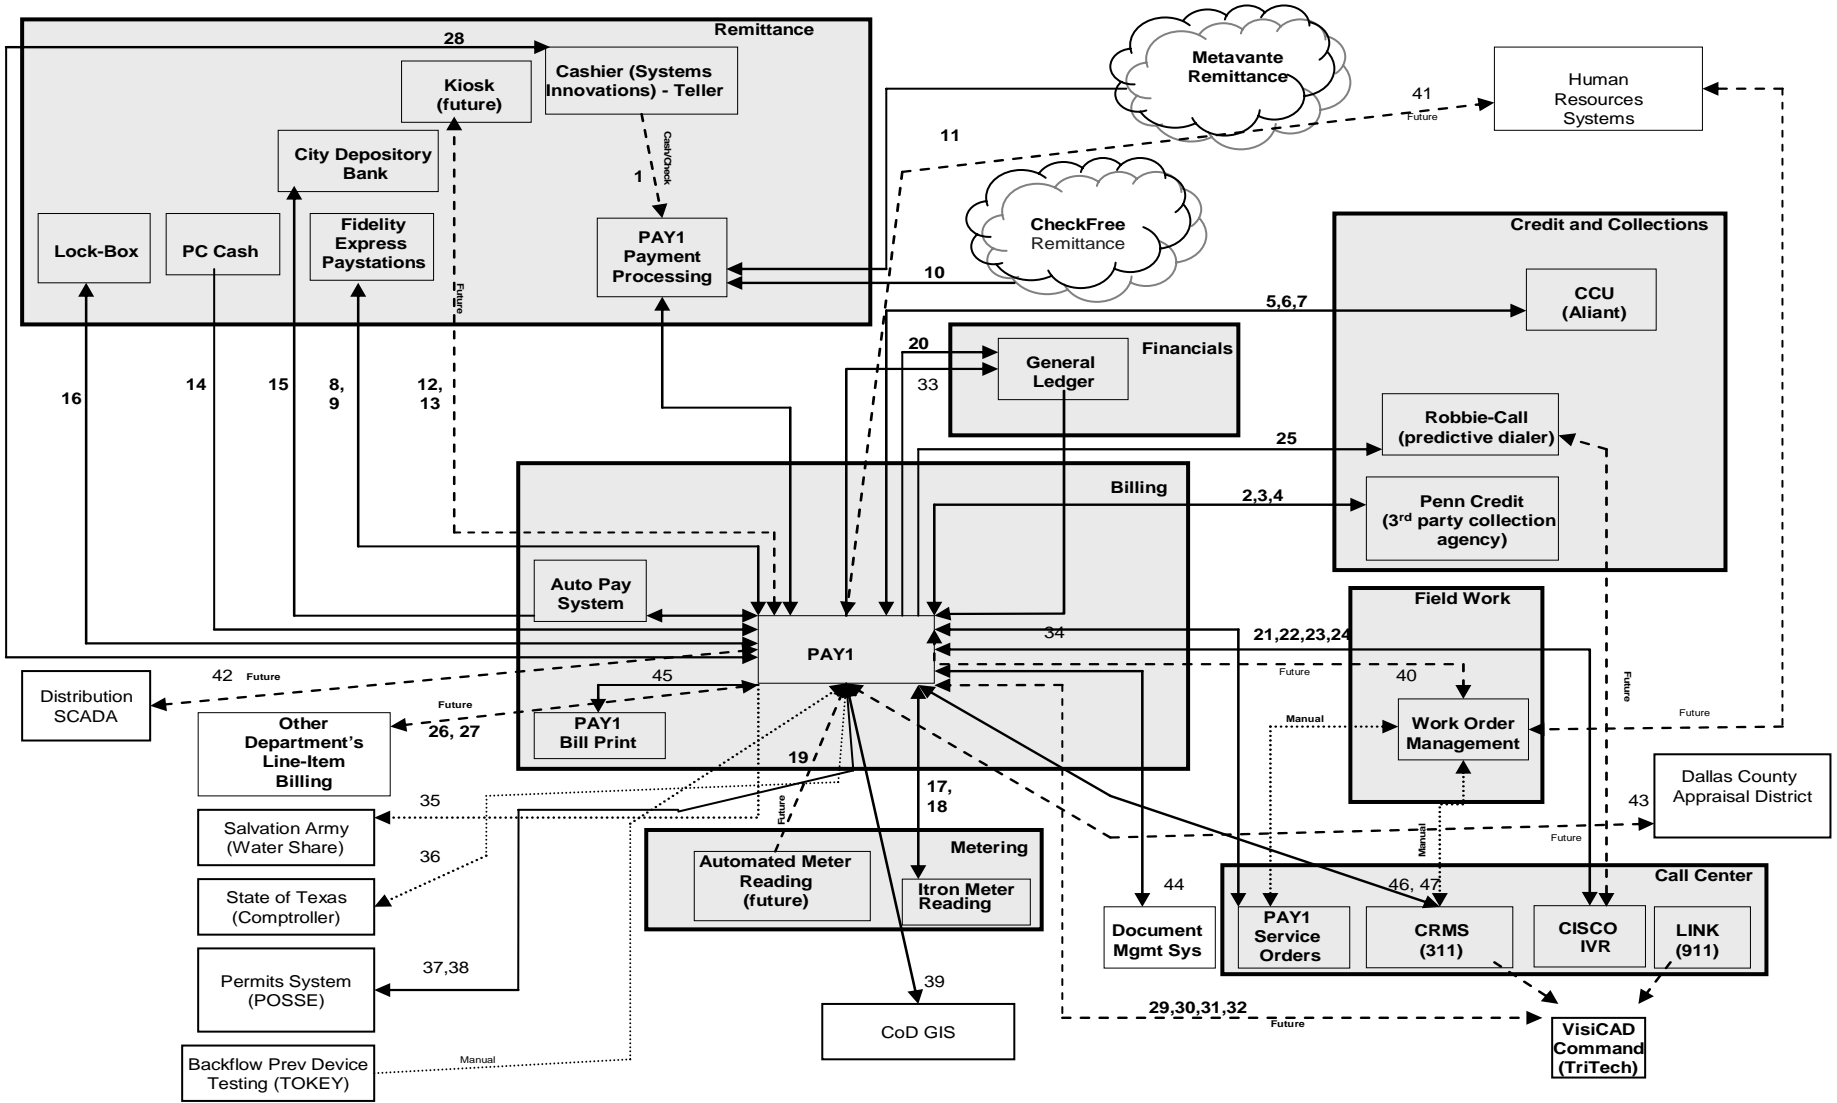 Remittance
28
Cashier (Systems
Innovations) - Teller
Kiosk
(future)
City Depository
Bank
Cash/Check
1
Lock-Box
PC Cash
Fidelity
Express
Paystations
PAY1
Payment
Processing
Future
Metavante
Remittance
11
41
Future
Human
Resources
Systems
CheckFree
Remittance
10
Credit and Collections
CCU
(Aliant)
5,6,7
20
33
General
Ledger
Financials
16
14
15
8,
9
12,
13
25
Robbie-Call
(predictive dialer)
2,3,4
Penn Credit
(3rd party collection
agency)
Billing
Auto Pay
System
PAY1
34
21,22,23,24
Field Work
Future
40
Future
Manual
Work Order
Management
Future
42
Future
Distribution
SCADA
45
Future
26, 27
PAY1
Bill Print
Other
Department’s
Line-Item
Billing
19
Future
17,
18
35
Salvation Army
(Water Share)
36
State of Texas
(Comptroller)
37,38
Permits System
(POSSE)
Manual
Backflow Prev Device
Testing (TOKEY)
Metering
Automated Meter
Reading
(future)
Itron Meter
Reading
39
CoD GIS
44
Document
Mgmt Sys
Dallas County
Appraisal District
43
Future
Manual
46, 47
Call Center
PAY1
Service
Orders
CRMS
(311)
CISCO
IVR
LINK
(911)
29,30,31,32
Future
VisiCAD
Command
(TriTech)